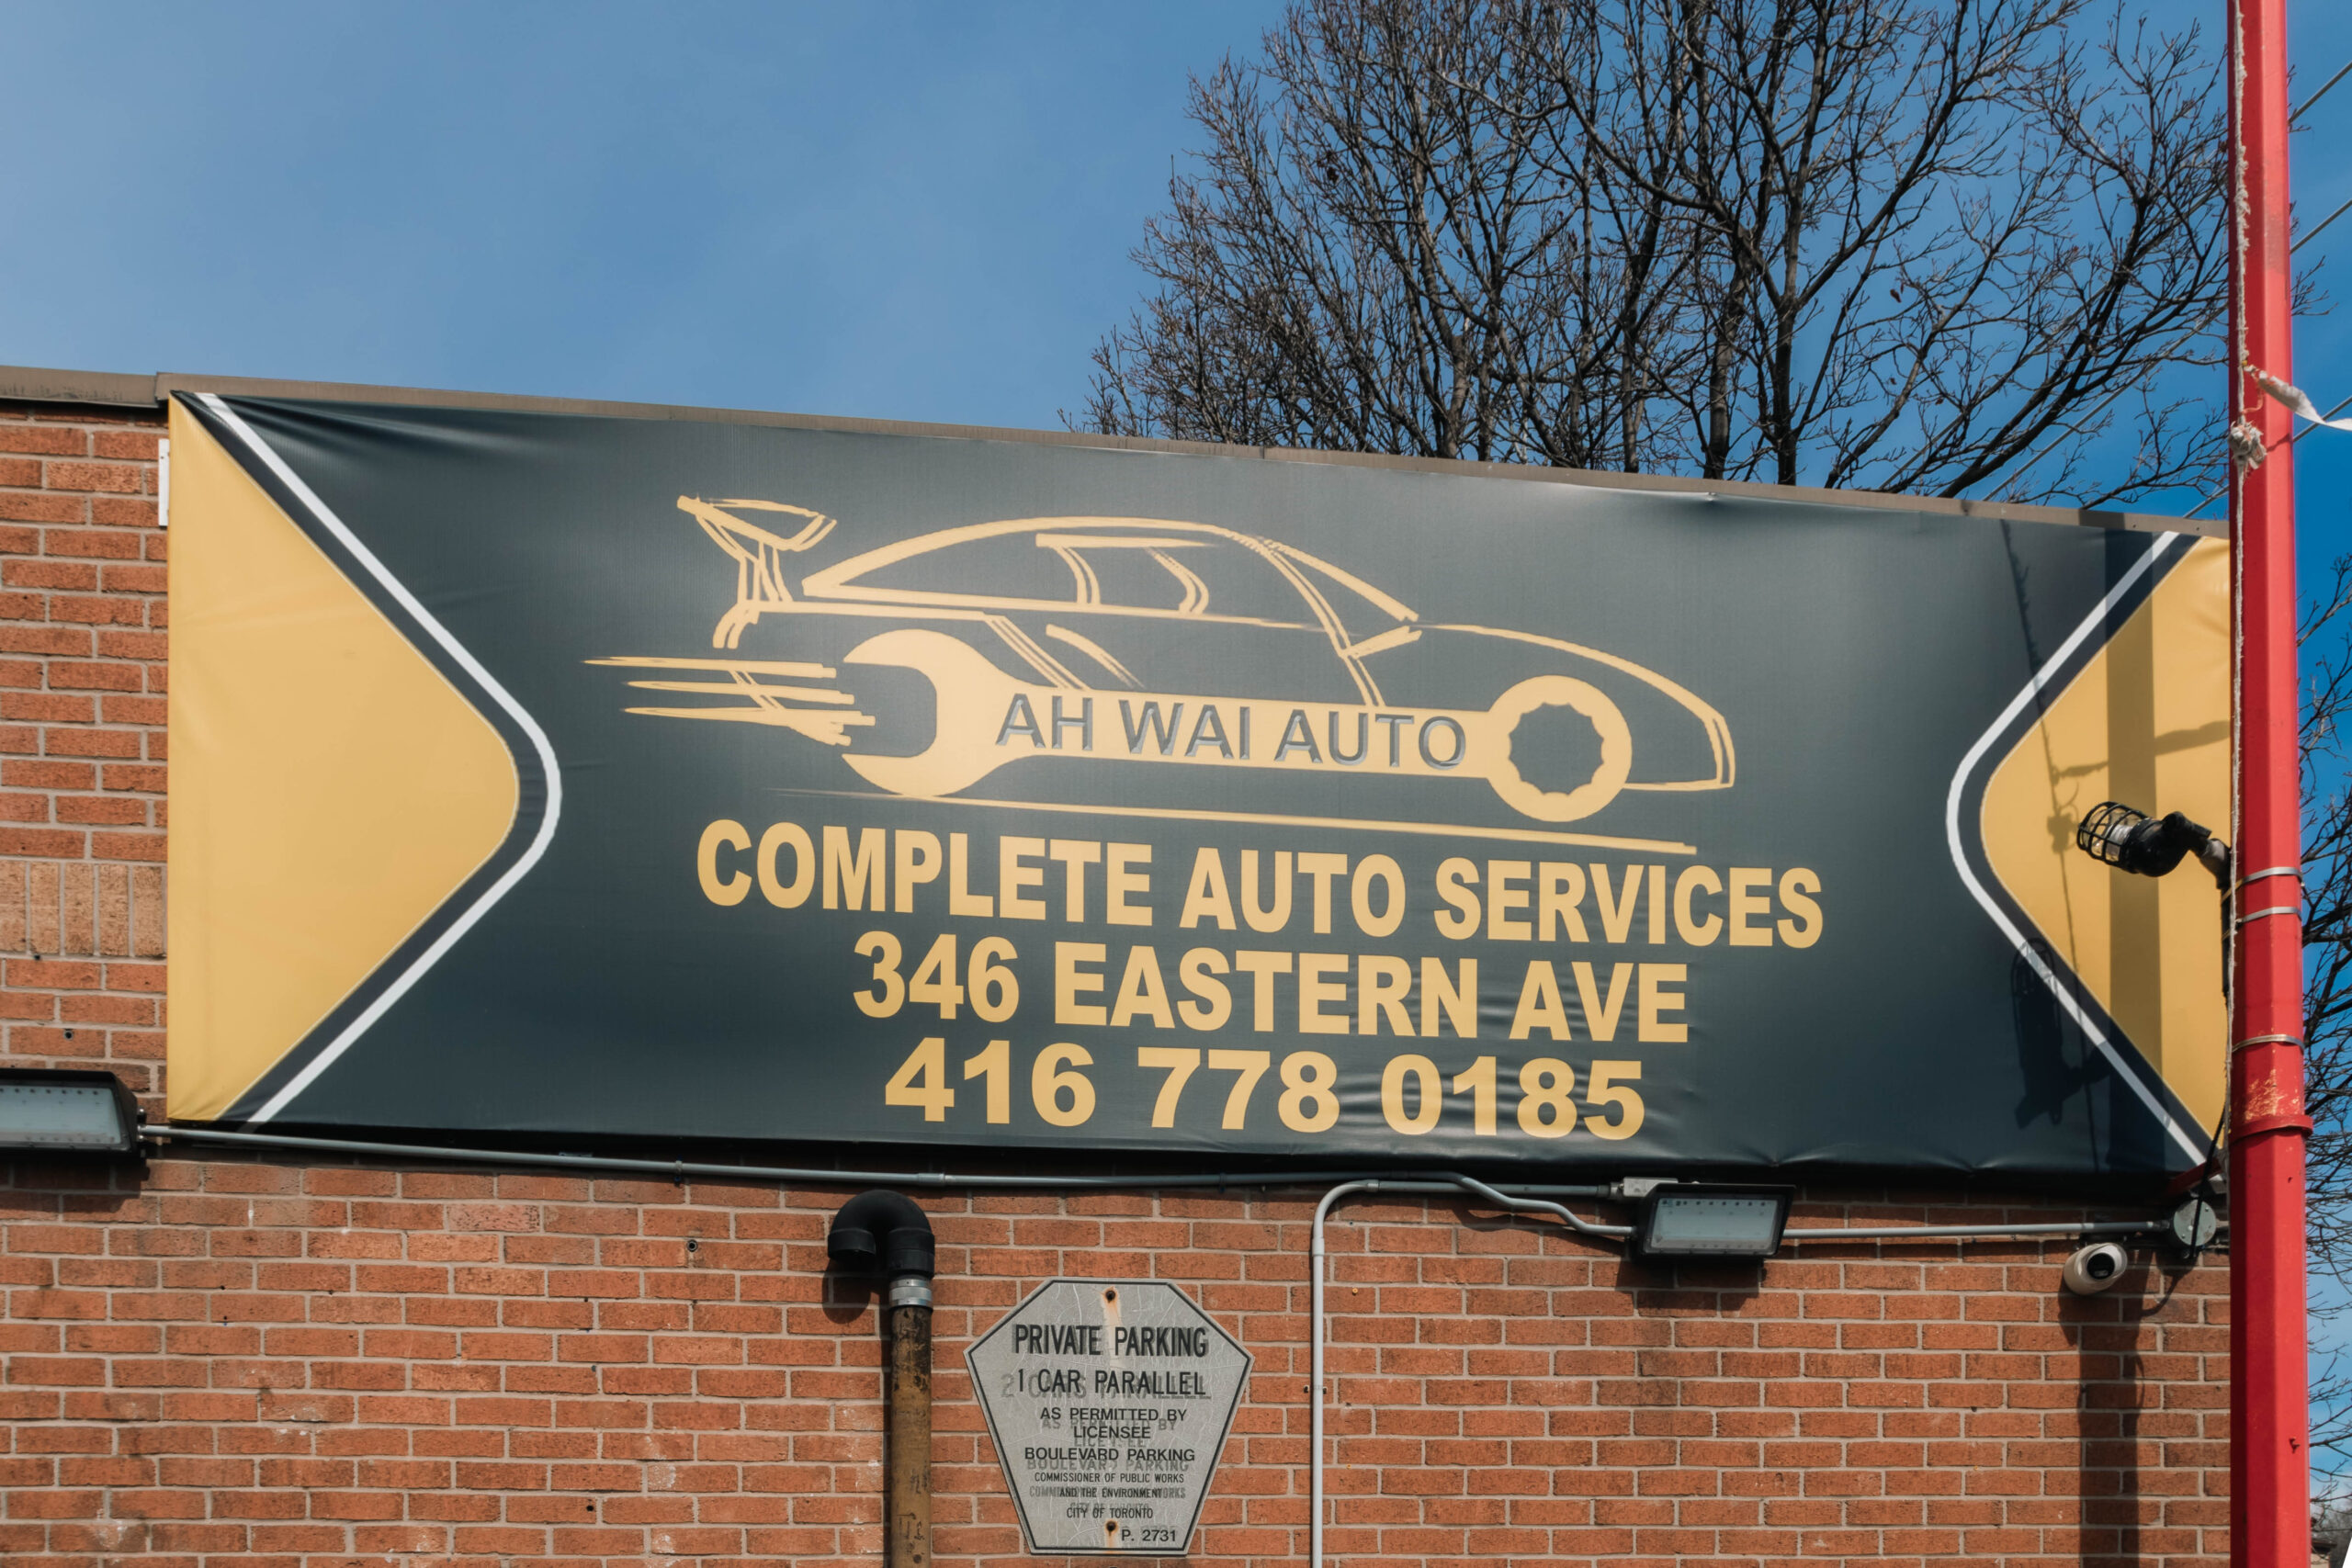 AH WAI AUTO
COMPLETE AUTO SERVICES
346 EASTERN AVE
416 778 0185
PRIVATE PARKING
1 CAR PARALLEL
AS PERMITTED BY
LICENSEE
BOULEVARD PARKING
COMMISSIONER OF PUBLIC WORKS
AND THE ENVIRONMENT
CITY OF TORONTO
P. 2731